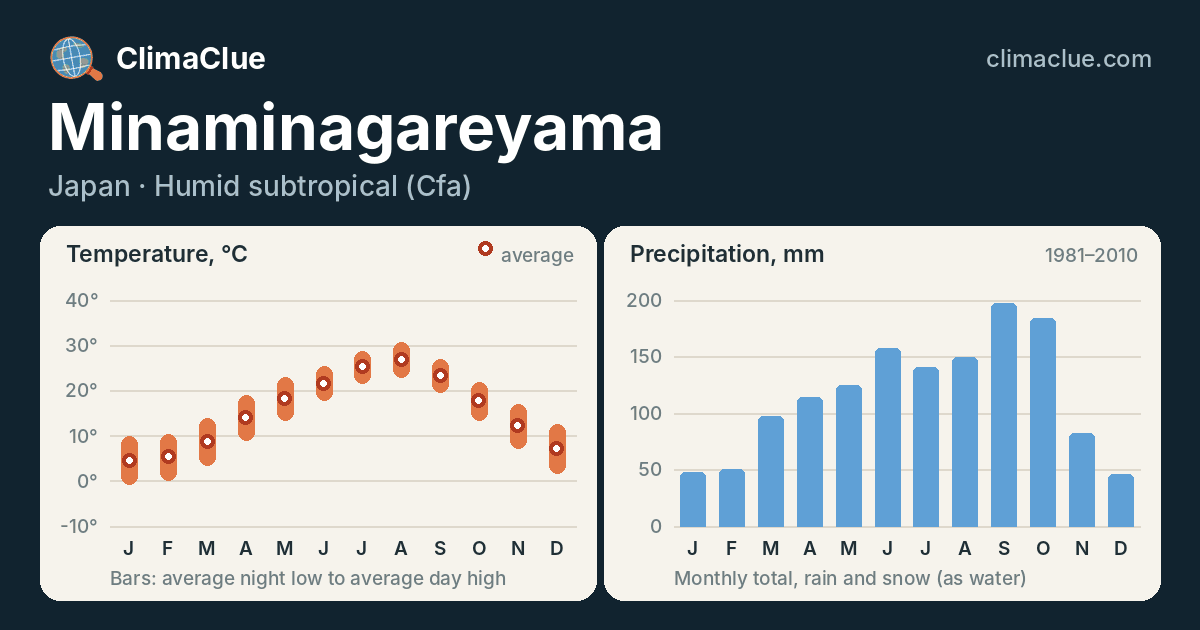 ClimaClue
climaclue.com
Minaminagareyama
Japan · Humid subtropical (Cfa)
Temperature, °C
average
40°
30°
20°
10°
0°
-10°
J F M A M J J A S O N D
Bars: average night low to average day high
Precipitation, mm
1981–2010
200
150
100
50
0
J F M A M J J A S O N D
Monthly total, rain and snow (as water)